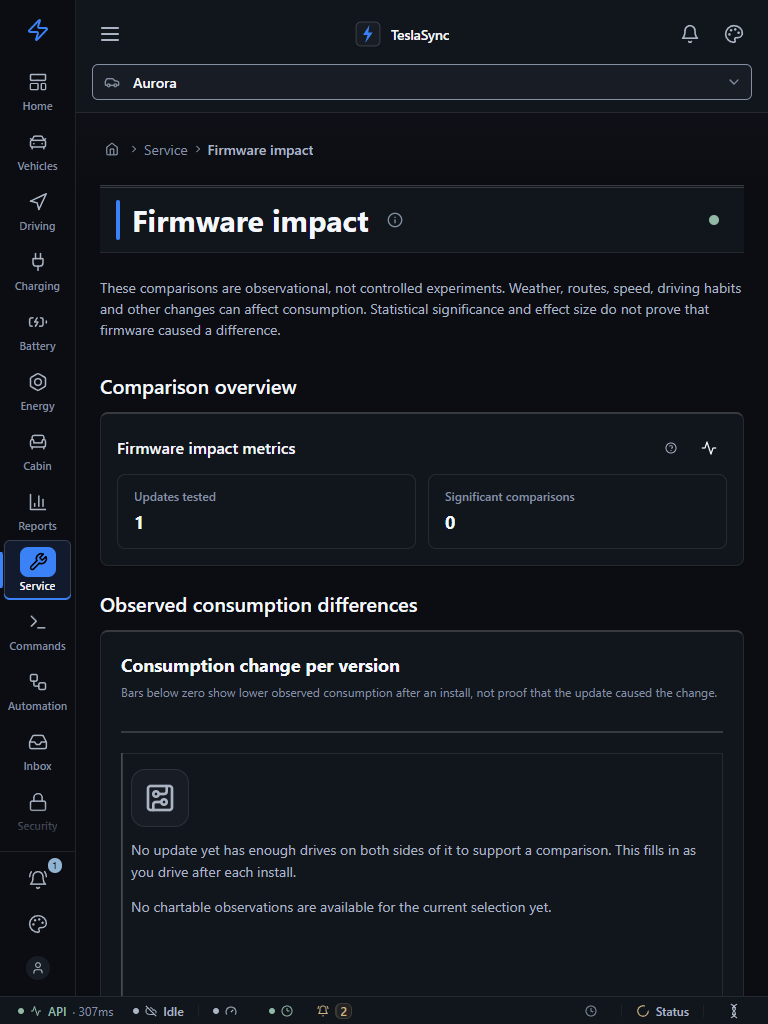 TeslaSync
Aurora
Home
Vehicles
Driving
Charging
Battery
Energy
Cabin
Reports
Service
Commands
Automation
Inbox
Security
1
Service
Firmware impact
Firmware impact
These comparisons are observational, not controlled experiments. Weather, routes, speed, driving habits
and other changes can affect consumption. Statistical significance and effect size do not prove that
firmware caused a difference.
Comparison overview
Firmware impact metrics
Updates tested
1
Significant comparisons
0
Observed consumption differences
Consumption change per version
Bars below zero show lower observed consumption after an install, not proof that the update caused the change.
No update yet has enough drives on both sides of it to support a comparison. This fills in as
you drive after each install.
No chartable observations are available for the current selection yet.
API · 307ms
Idle
2
Status